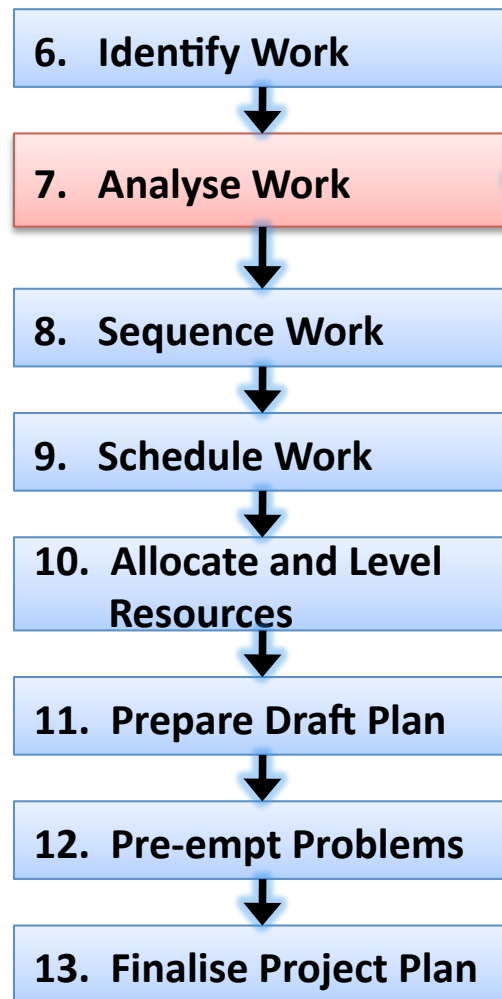 6. Identify Work
7. Analyse Work
8. Sequence Work
9. Schedule Work
10. Allocate and Level
Resources
11. Prepare Draft Plan
12. Pre-empt Problems
13. Finalise Project Plan